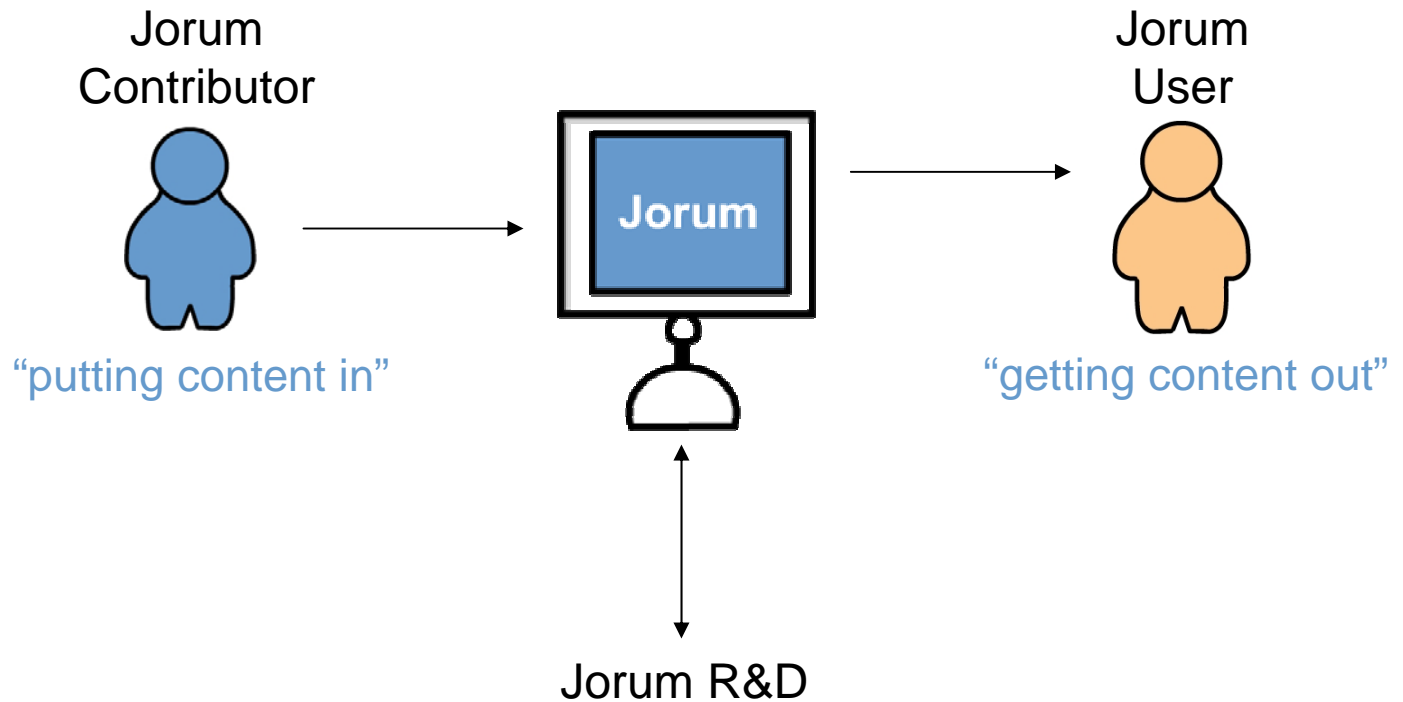 Jorum
Contributor
Jorum
User
Jorum
“putting content in”
“getting content out”
Jorum R&D